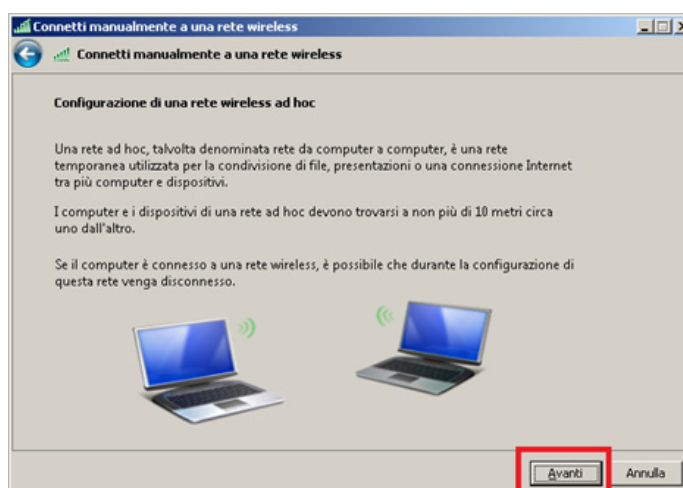 Connetti manualmente a una rete wireless
Connetti manualmente a una rete wireless
Configurazione di una rete wireless ad hoc
Una rete ad hoc, talvolta denominata rete da computer a computer, è una rete
temporanea utilizzata per la condivisione di file, presentazioni o una connessione Internet
tra più computer e dispositivi.
I computer e i dispositivi di una rete ad hoc devono trovarsi a non più di 10 metri circa
uno dall'altro.
Se il computer è connesso a una rete wireless, è possibile che durante la configurazione di
questa rete venga disconnesso.
Avanti Annulla